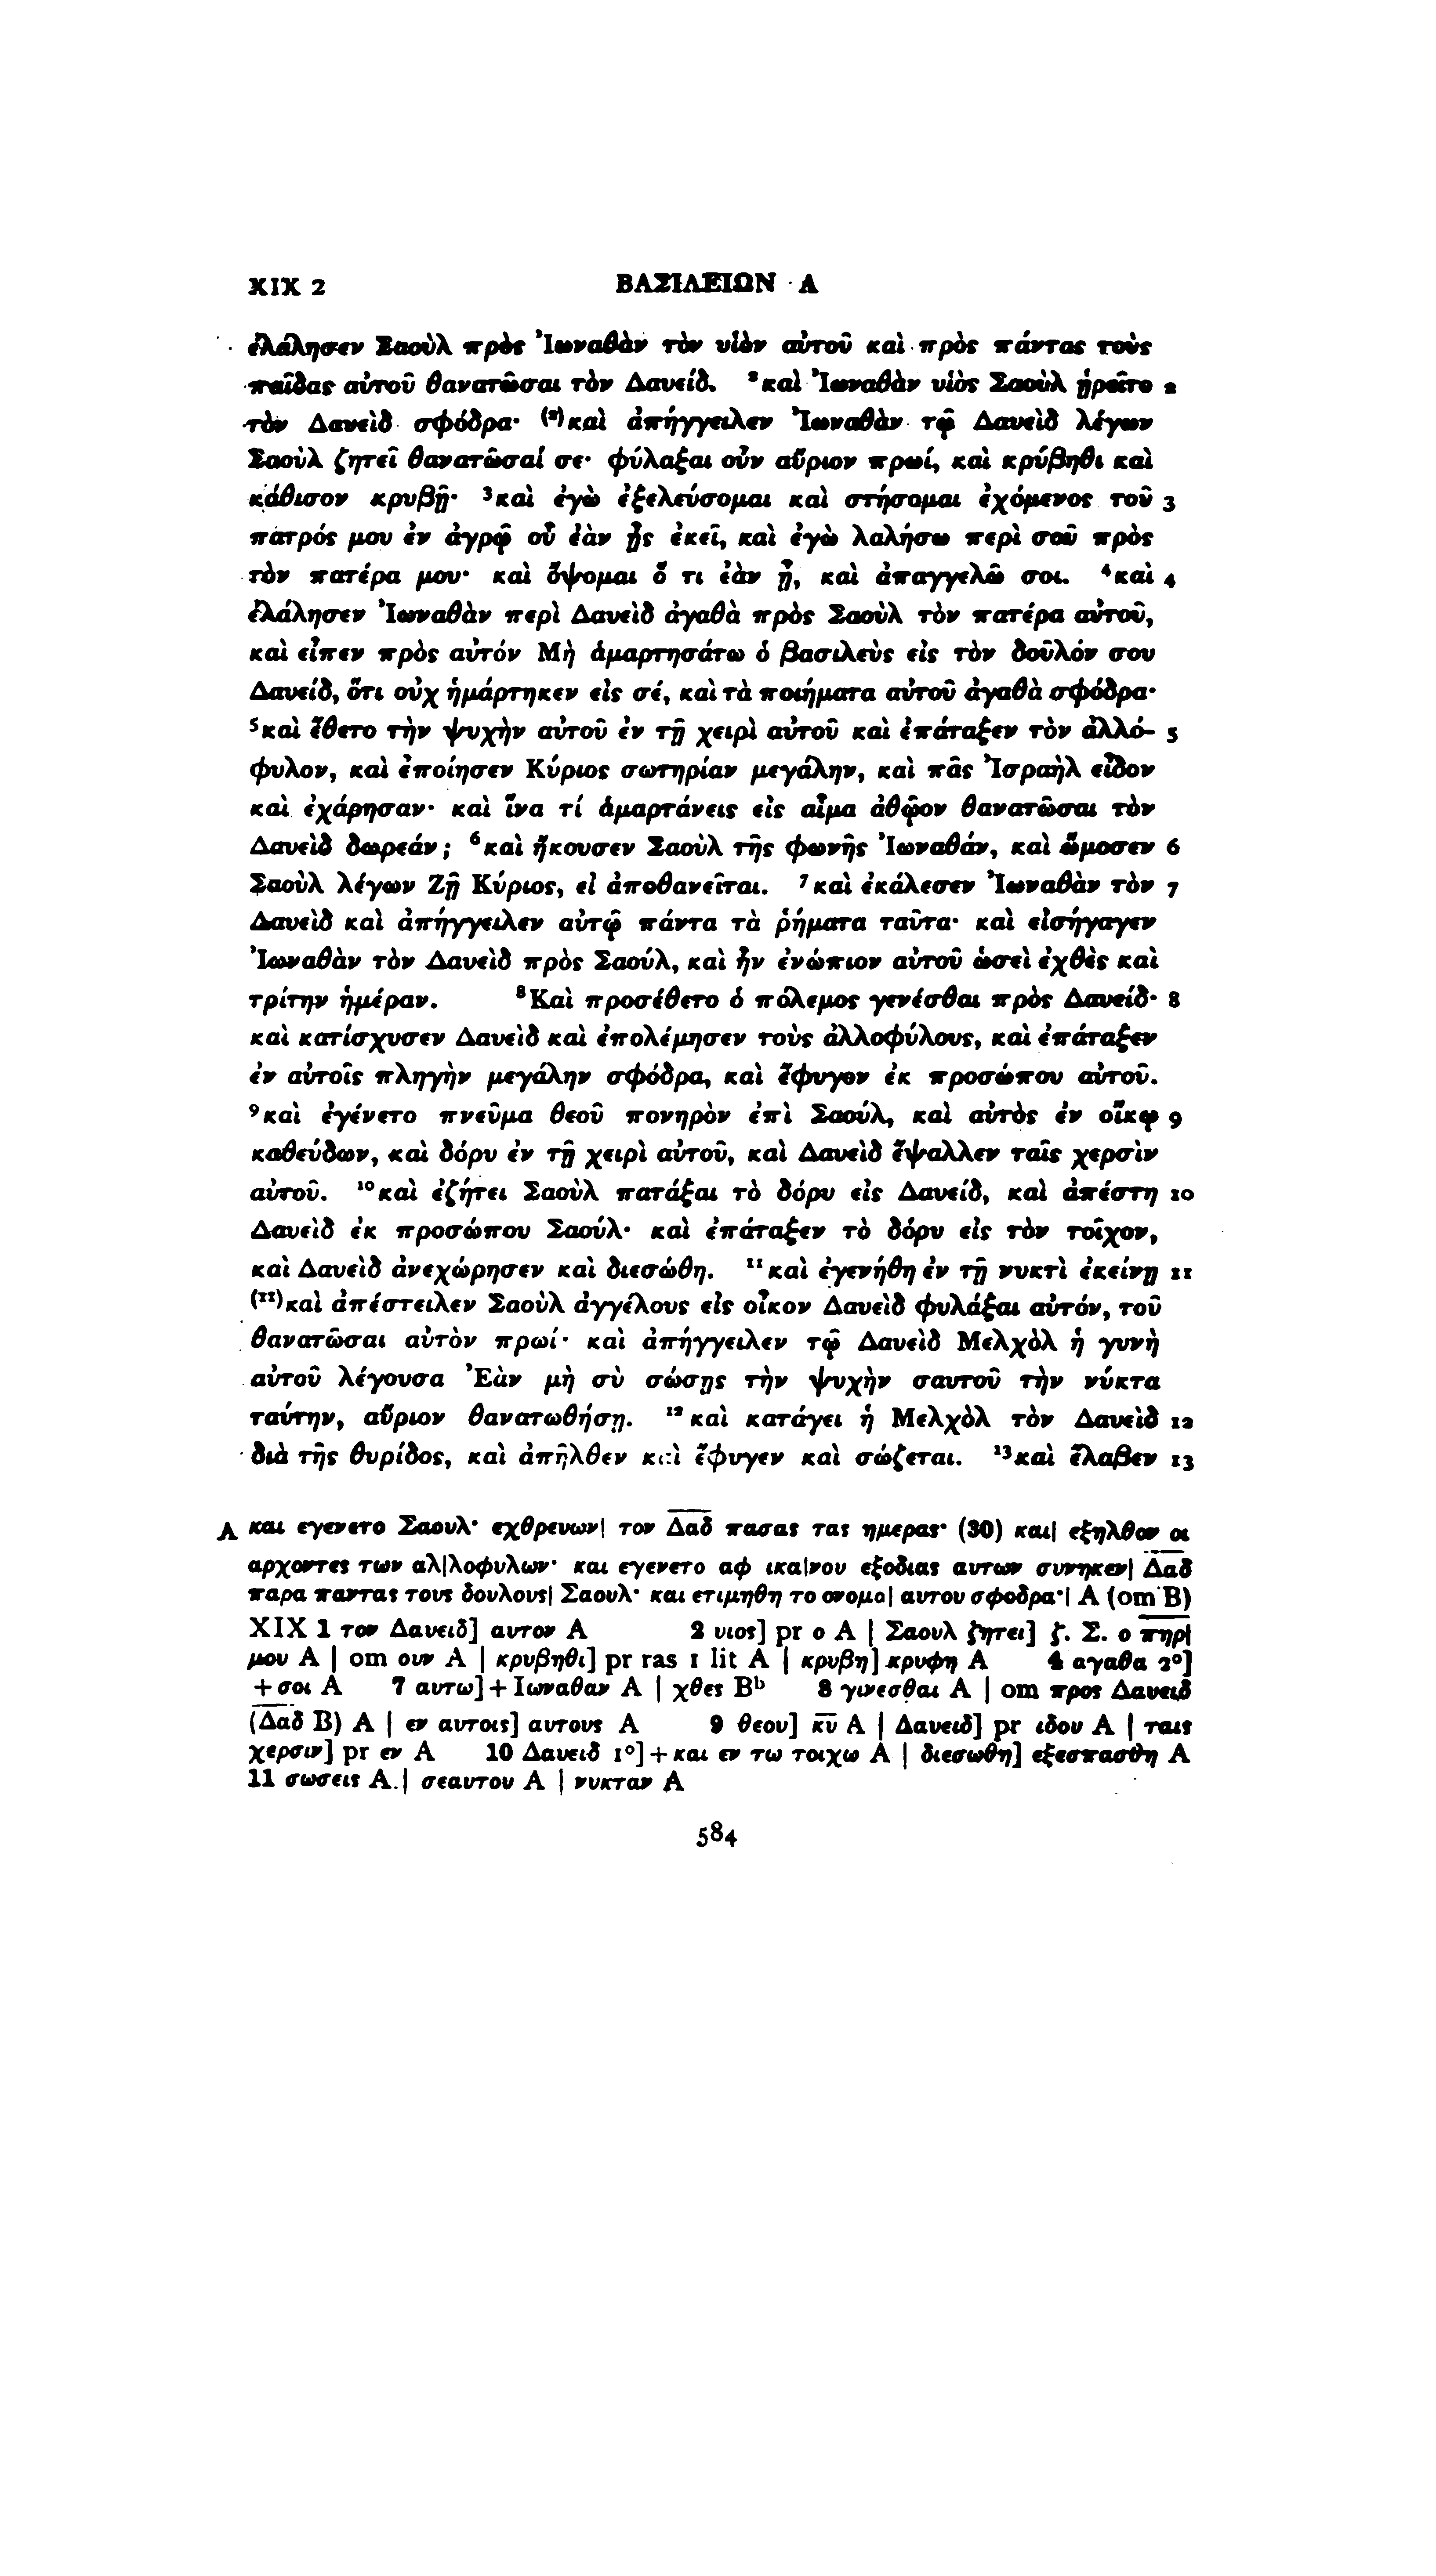 XIX 2 ΒΑΣΙΛΕΙΩΝ Α
ἐλάλησεν Σαοὺλ πρὸς Ἰωναθὰν τὸν υἱὸν αὐτοῦ καὶ πρὸς πάντας τοὺς
παῖδας αὐτοῦ θανατῶσαι τὸν Δαυείδ. ²καὶ Ἰωναθὰν υἱὸς Σαοὺλ ᾑρεῖτο 2
τὸν Δαυεὶδ σφόδρα· ⁽²⁾καὶ ἀπήγγειλεν Ἰωναθὰν τῷ Δαυεὶδ λέγων
Σαοὺλ ζητεῖ θανατῶσαί σε· φύλαξαι οὖν αὔριον πρωί, καὶ κρύβηθι καὶ
κάθισον κρυβῇ· ³καὶ ἐγὼ ἐξελεύσομαι καὶ στήσομαι ἐχόμενος τοῦ 3
πατρός μου ἐν ἀγρῷ οὗ ἐὰν ᾖς ἐκεῖ, καὶ ἐγὼ λαλήσω περὶ σοῦ πρὸς
τὸν πατέρα μου· καὶ ὄψομαι ὅ τι ἐὰν ᾖ, καὶ ἀπαγγελῶ σοι. ⁴καὶ 4
ἐλάλησεν Ἰωναθὰν περὶ Δαυεὶδ ἀγαθὰ πρὸς Σαοὺλ τὸν πατέρα αὐτοῦ,
καὶ εἶπεν πρὸς αὐτόν Μὴ ἁμαρτησάτω ὁ βασιλεὺς εἰς τὸν δοῦλόν σου
Δαυείδ, ὅτι οὐχ ἡμάρτηκεν εἰς σέ, καὶ τὰ ποιήματα αὐτοῦ ἀγαθὰ σφόδρα·
⁵καὶ ἔθετο τὴν ψυχὴν αὐτοῦ ἐν τῇ χειρὶ αὐτοῦ καὶ ἐπάταξεν τὸν ἀλλό- 5
φυλον, καὶ ἐποίησεν Κύριος σωτηρίαν μεγάλην, καὶ πᾶς Ἰσραὴλ εἶδον
καὶ ἐχάρησαν· καὶ ἵνα τί ἁμαρτάνεις εἰς αἷμα ἀθῷον θανατῶσαι τὸν
Δαυεὶδ δωρεάν; ⁶καὶ ἤκουσεν Σαοὺλ τῆς φωνῆς Ἰωναθάν, καὶ ὤμοσεν 6
Σαοὺλ λέγων Ζῇ Κύριος, εἰ ἀποθανεῖται. ⁷καὶ ἐκάλεσεν Ἰωναθὰν τὸν 7
Δαυεὶδ καὶ ἀπήγγειλεν αὐτῷ πάντα τὰ ῥήματα ταῦτα· καὶ εἰσήγαγεν
Ἰωναθὰν τὸν Δαυεὶδ πρὸς Σαούλ, καὶ ἦν ἐνώπιον αὐτοῦ ὡσεὶ ἐχθὲς καὶ
τρίτην ἡμέραν. ⁸Καὶ προσέθετο ὁ πόλεμος γενέσθαι πρὸς Δαυείδ· 8
καὶ κατίσχυσεν Δαυεὶδ καὶ ἐπολέμησεν τοὺς ἀλλοφύλους, καὶ ἐπάταξεν
ἐν αὐτοῖς πληγὴν μεγάλην σφόδρα, καὶ ἔφυγον ἐκ προσώπου αὐτοῦ.
⁹καὶ ἐγένετο πνεῦμα θεοῦ πονηρὸν ἐπὶ Σαούλ, καὶ αὐτὸς ἐν οἴκῳ 9
καθεύδων, καὶ δόρυ ἐν τῇ χειρὶ αὐτοῦ, καὶ Δαυεὶδ ἔψαλλεν ταῖς χερσὶν
αὐτοῦ. ¹⁰καὶ ἐζήτει Σαοὺλ πατάξαι τὸ δόρυ εἰς Δαυείδ, καὶ ἀπέστη 10
Δαυεὶδ ἐκ προσώπου Σαούλ· καὶ ἐπάταξεν τὸ δόρυ εἰς τὸν τοῖχον,
καὶ Δαυεὶδ ἀνεχώρησεν καὶ διεσώθη. ¹¹καὶ ἐγενήθη ἐν τῇ νυκτὶ ἐκείνῃ 11
⁽¹¹⁾καὶ ἀπέστειλεν Σαοὺλ ἀγγέλους εἰς οἶκον Δαυεὶδ φυλάξαι αὐτόν, τοῦ
θανατῶσαι αὐτὸν πρωί· καὶ ἀπήγγειλεν τῷ Δαυεὶδ Μελχὸλ ἡ γυνὴ
αὐτοῦ λέγουσα Ἐὰν μὴ σὺ σώσῃς τὴν ψυχὴν σαυτοῦ τὴν νύκτα
ταύτην, αὔριον θανατωθήσῃ. ¹²καὶ κατάγει ἡ Μελχὸλ τὸν Δαυεὶδ 12
διὰ τῆς θυρίδος, καὶ ἀπῆλθεν καὶ ἔφυγεν καὶ σώζεται. ¹³καὶ ἔλαβεν 13
A και εγενετο Σαουλ· εχθρευων| τον Δ̅α̅δ̅ πασας τας ημερας· (30) και| εξηλθον οι
αρχοντες των αλ|λοφυλων· και εγενετο αφ ικα|νου εξοδιας αυτων συνηκεν| Δ̅α̅δ̅
παρα παντας τους δουλους| Σαουλ· και ετιμηθη το ονομα| αυτου σφοδρα·| A (om B)
XIX 1 τον Δαυειδ] αυτον A 2 υιος] pr ο A | Σαουλ ζητει] ζ. Σ. ο π̅η̅ρ̅|
μου A | om ουν A | κρυβηθι] pr ras 1 lit A | κρυβη] κρυφη A 4 αγαθα 2°]
+σοι A 7 αυτω]+Ιωναθαν A | χθες Bᵇ 8 γινεσθαι A | om προς Δαυειδ
(Δ̅α̅δ̅ B) A | εν αυτοις] αυτους A 9 θεου] κ̅υ̅ A | Δαυειδ] pr ιδου A | ταις
χερσιν] pr εν A 10 Δαυειδ 1°]+και εν τω τοιχω A | διεσωθη] εξεσπασθη A
11 σωσεις A | σεαυτου A | νυκταν A
584